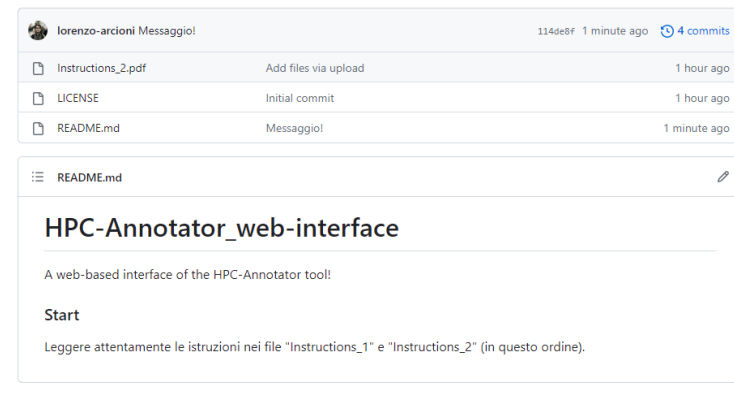 lorenzo-arcioni Messaggio! 114de8f 1 minute ago 4 commits
Instructions_2.pdf Add files via upload 1 hour ago
LICENSE Initial commit 1 hour ago
README.md Messaggio! 1 minute ago
README.md
HPC-Annotator_web-interface
A web-based interface of the HPC-Annotator tool!
Start
Leggere attentamente le istruzioni nei file "Instructions_1" e "Instructions_2" (in questo ordine).